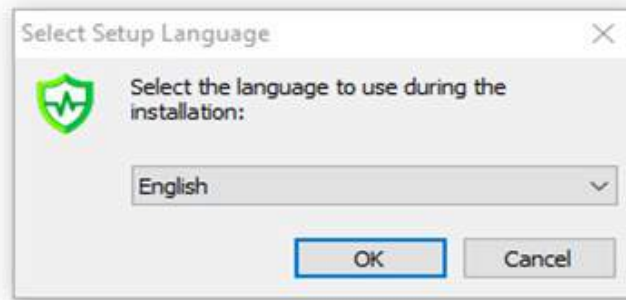 Select Setup Language
Select the language to use during the
installation:
English
OK
Cancel